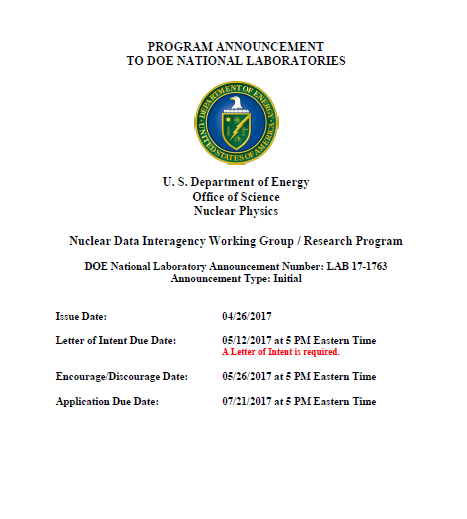 PROGRAM ANNOUNCEMENT
TO DOE NATIONAL LABORATORIES
DEPARTMENT OF ENERGY
UNITED STATES OF AMERICA
U. S. Department of Energy
Office of Science
Nuclear Physics
Nuclear Data Interagency Working Group / Research Program
DOE National Laboratory Announcement Number: LAB 17-1763
Announcement Type: Initial
Issue Date: 04/26/2017
Letter of Intent Due Date: 05/12/2017 at 5 PM Eastern Time
A Letter of Intent is required.
Encourage/Discourage Date: 05/26/2017 at 5 PM Eastern Time
Application Due Date: 07/21/2017 at 5 PM Eastern Time